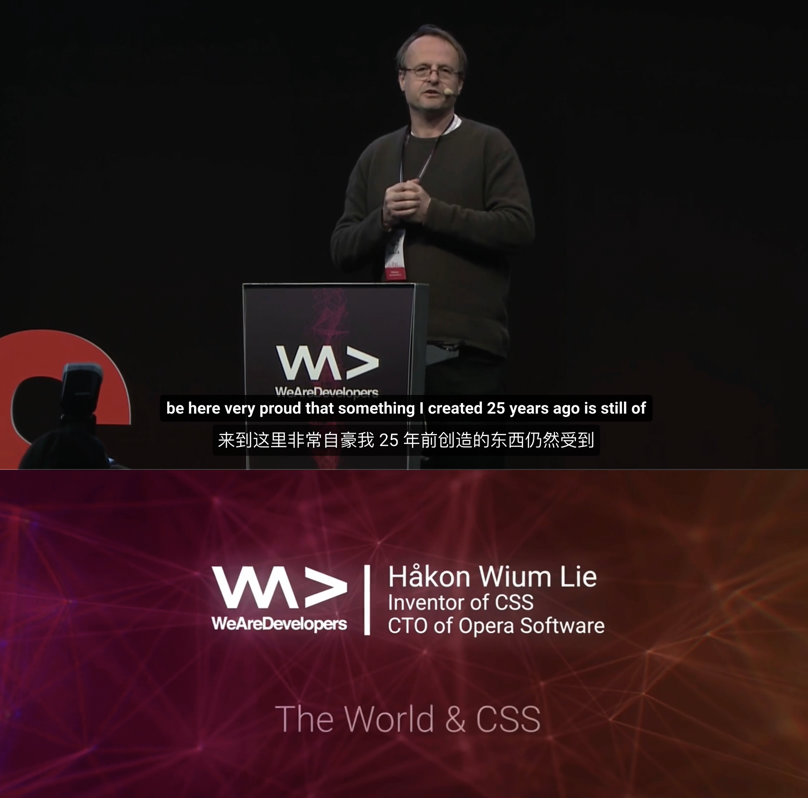 WeAreDevelopers
be here very proud that something I created 25 years ago is still of
来到这里非常自豪我 25 年前创造的东西仍然受到
WeAreDevelopers
Håkon Wium Lie
Inventor of CSS
CTO of Opera Software
The World & CSS